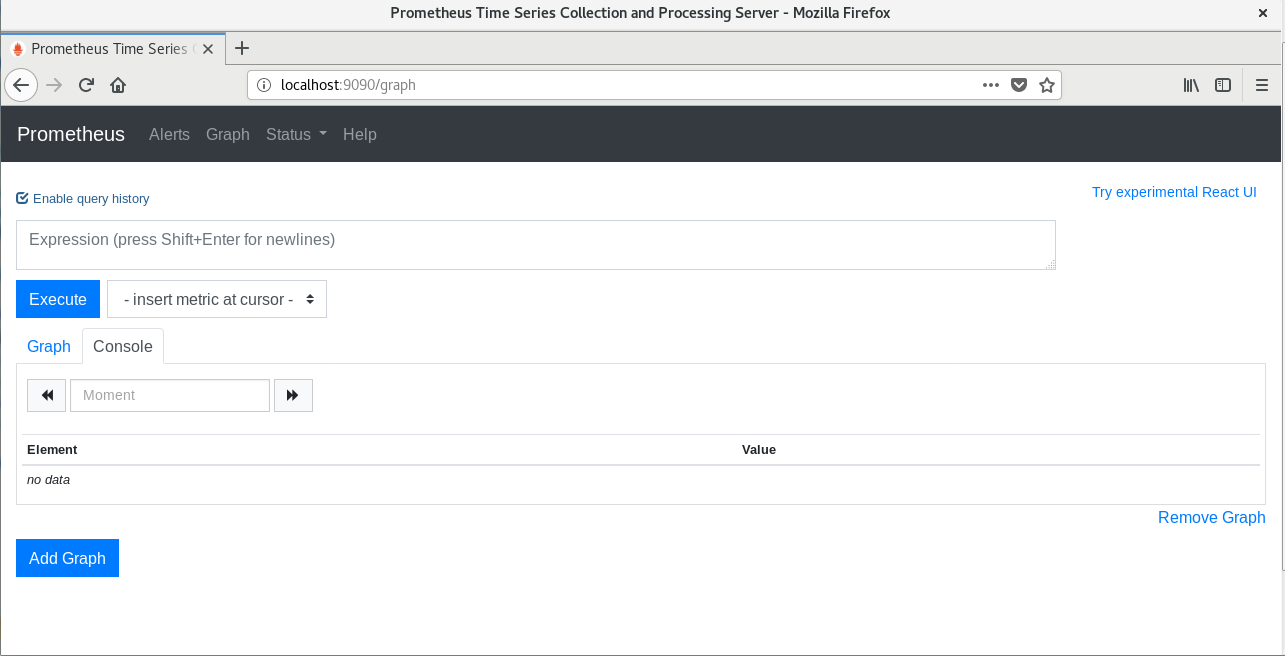 Prometheus Time Series Collection and Processing Server - Mozilla Firefox
Prometheus Time Series
localhost:9090/graph
Prometheus Alerts Graph Status Help
Enable query history
Try experimental React UI
Expression (press Shift+Enter for newlines)
Execute - insert metric at cursor -
Graph Console
Moment
Element Value
no data
Remove Graph
Add Graph